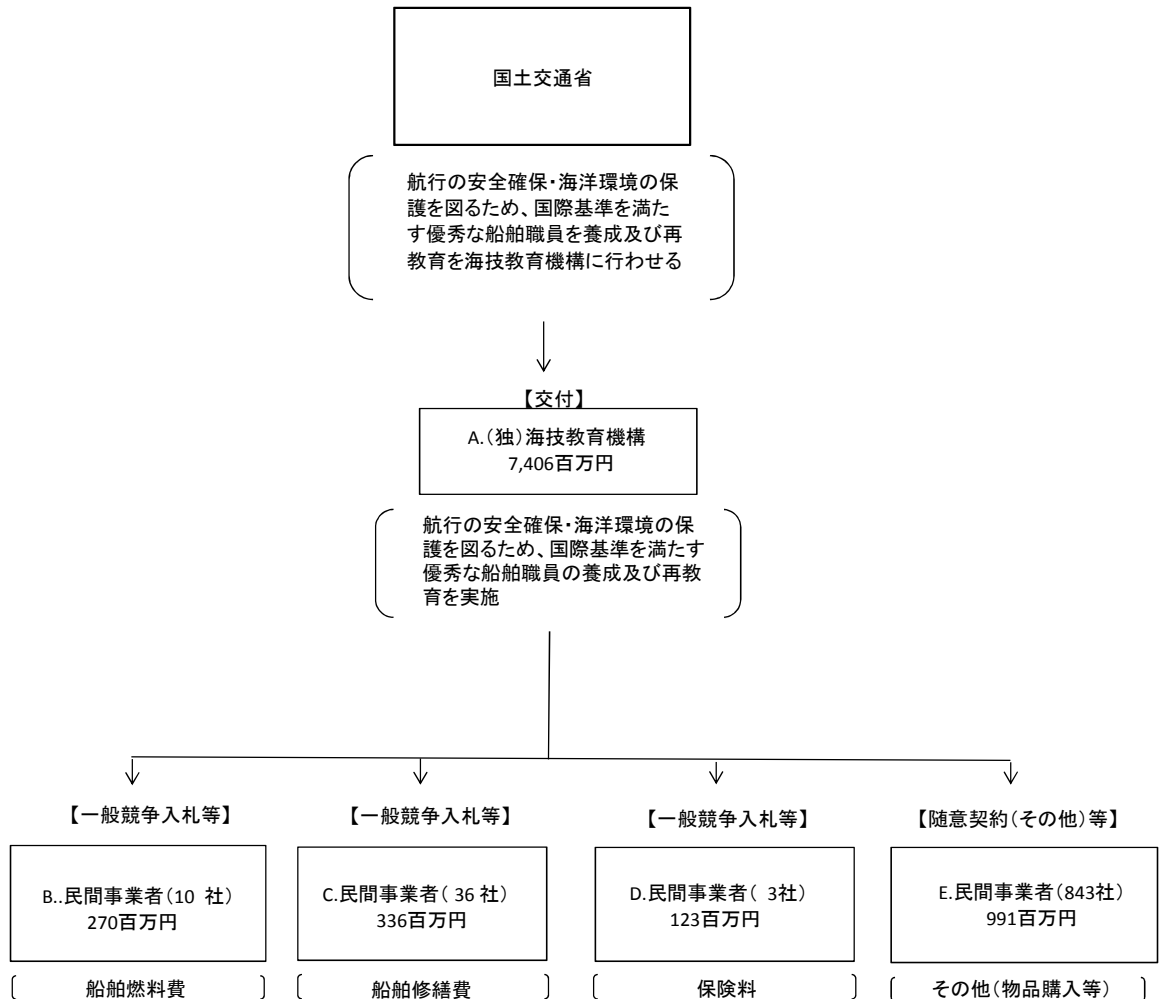 国土交通省
航行の安全確保・海洋環境の保
護を図るため、国際基準を満た
す優秀な船舶職員を養成及び再
教育を海技教育機構に行わせる
【交付】
A.(独)海技教育機構
7,406百万円
航行の安全確保・海洋環境の保
護を図るため、国際基準を満たす
優秀な船舶職員の養成及び再教
育を実施
【一般競争入札等】
【一般競争入札等】
【一般競争入札等】
【随意契約(その他)等】
B..民間事業者(10 社)
270百万円
C.民間事業者( 36 社)
336百万円
D.民間事業者( 3社)
123百万円
E.民間事業者(843社)
991百万円
船舶燃料費
船舶修繕費
保険料
その他(物品購入等)